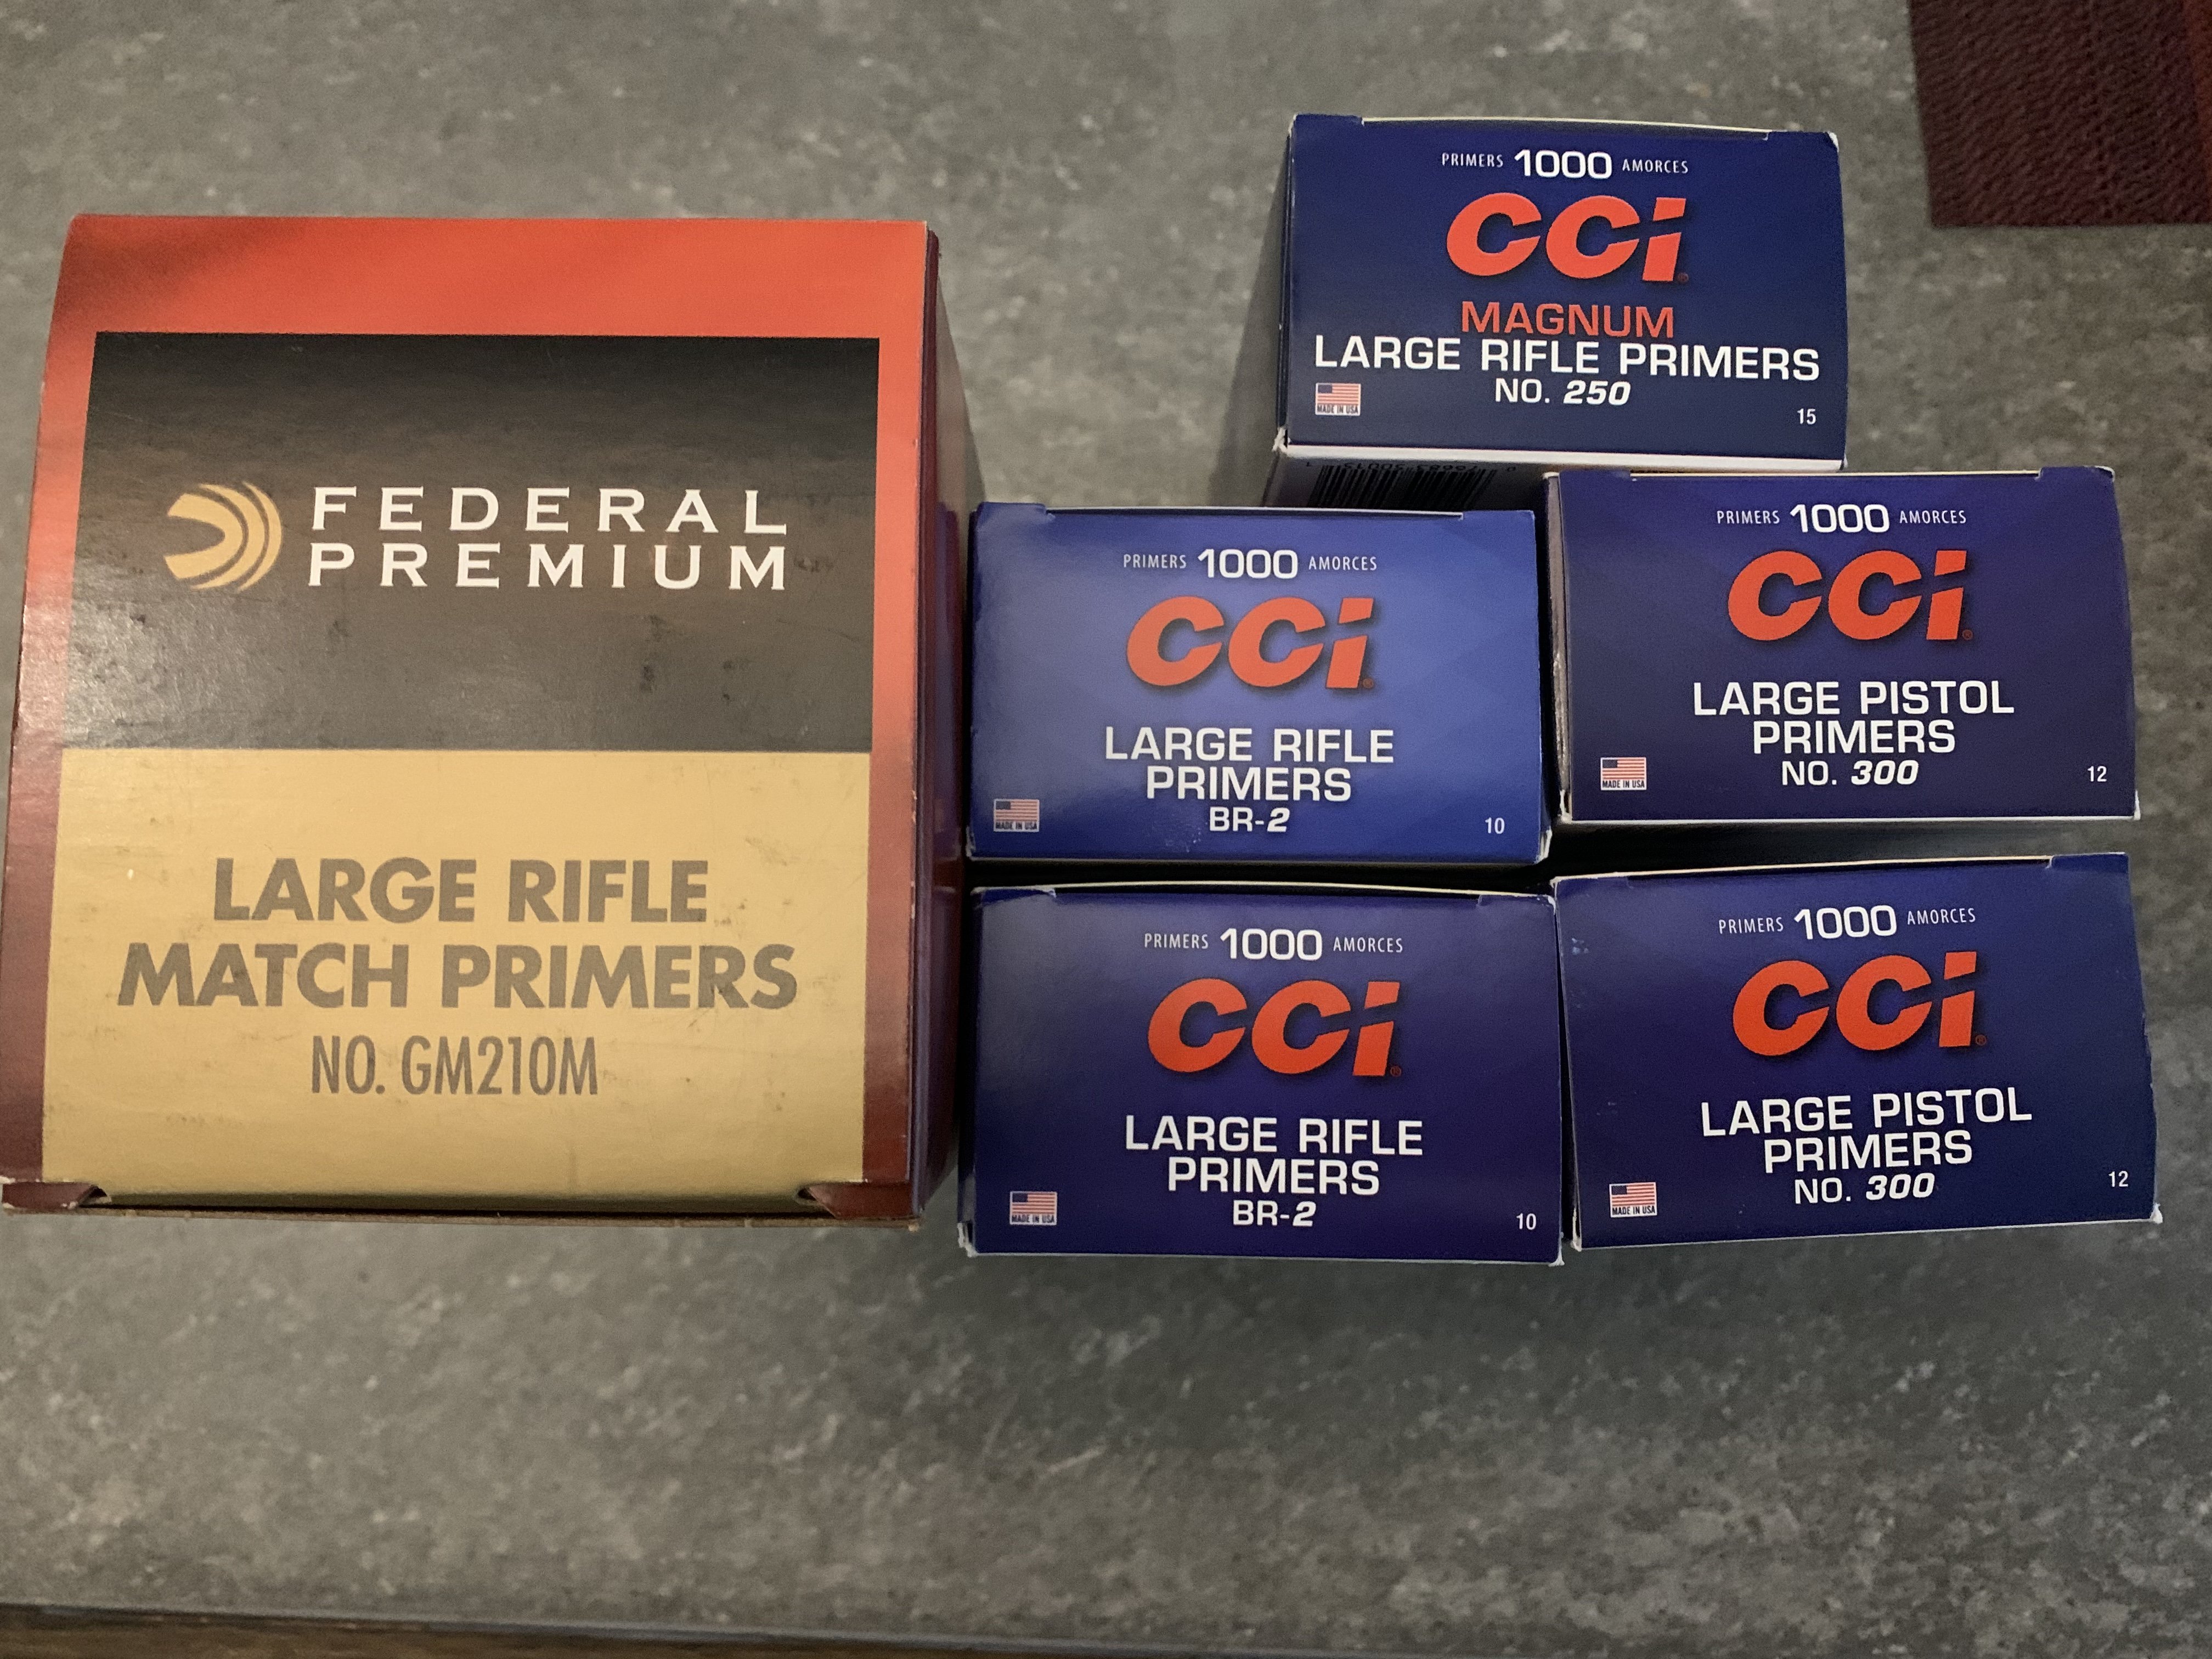 FEDERAL
PREMIUM
LARGE RIFLE
MATCH PRIMERS
NO. GM210M
PRIMERS 1000 AMORCES
CCI
MAGNUM
LARGE RIFLE PRIMERS
NO. 250
MADE IN USA
15
PRIMERS 1000 AMORCES
CCI
LARGE RIFLE
PRIMERS
BR-2
MADE IN USA
10
PRIMERS 1000 AMORCES
CCI
LARGE PISTOL
PRIMERS
NO. 300
MADE IN USA
12
PRIMERS 1000 AMORCES
CCI
LARGE RIFLE
PRIMERS
BR-2
MADE IN USA
10
PRIMERS 1000 AMORCES
CCI
LARGE PISTOL
PRIMERS
NO. 300
MADE IN USA
12